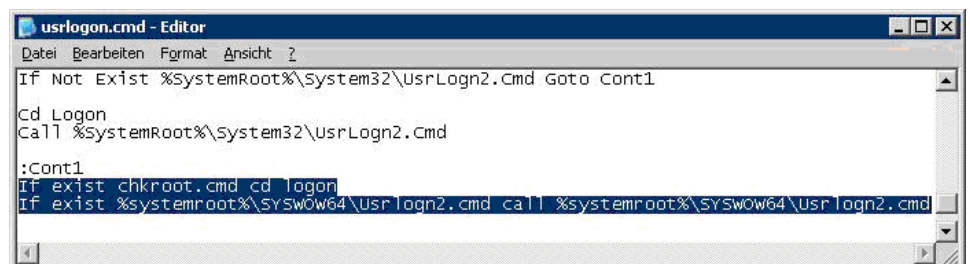 usrlogon.cmd - Editor
Datei Bearbeiten Format Ansicht ?
If Not Exist %SystemRoot%\System32\UsrLogn2.Cmd Goto Cont1
Cd Logon
Call %SystemRoot%\System32\UsrLogn2.Cmd
:Cont1
If exist chkroot.cmd cd logon
If exist %systemroot%\SYSWOW64\Usrlogn2.cmd call %systemroot%\SYSWOW64\Usrlogn2.cmd